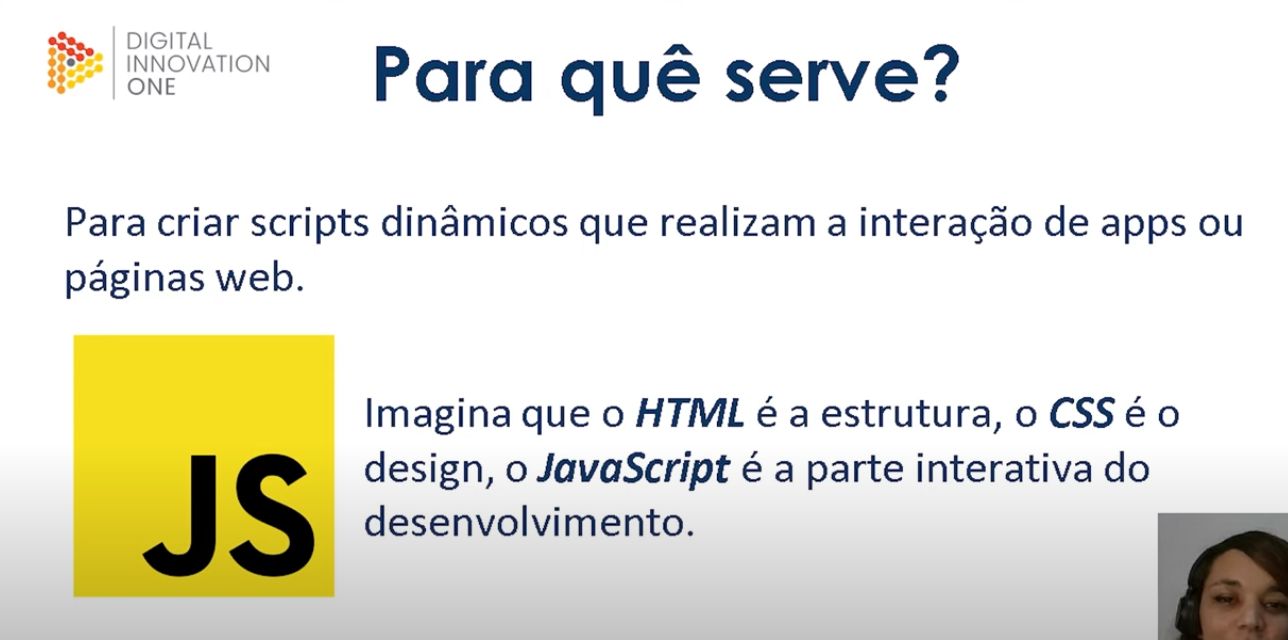 DIGITAL
INNOVATION
ONE
Para quê serve?
Para criar scripts dinâmicos que realizam a interação de apps ou
páginas web.
JS
Imagina que o HTML é a estrutura, o CSS é o
design, o JavaScript é a parte interativa do
desenvolvimento.